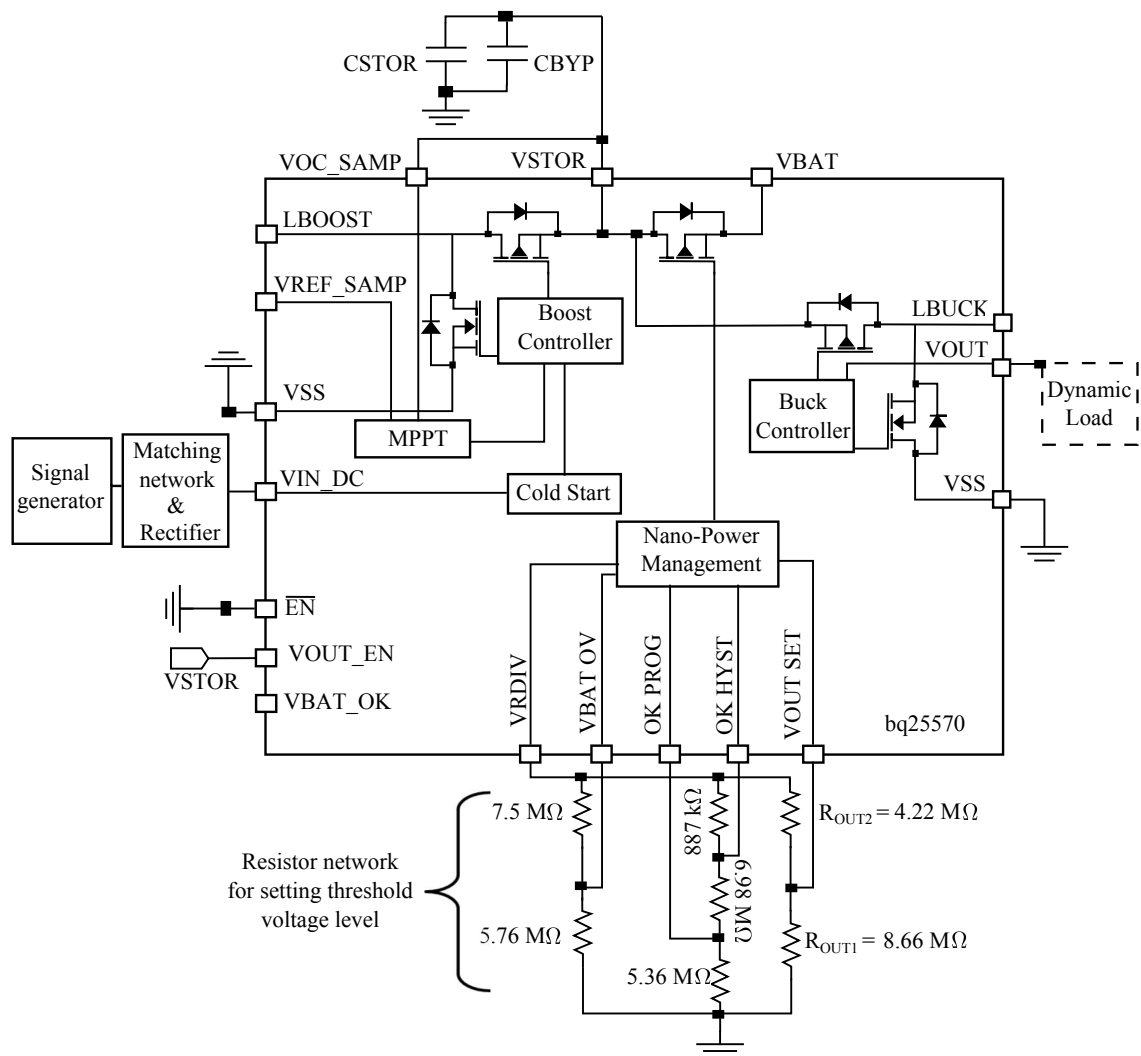 CSTOR
CBYP
VOC_SAMP
VSTOR
VBAT
LBOOST
VREF_SAMP
Boost
Controller
LBUCK
VOUT
VSS
MPPT
Buck
Controller
Dynamic
Load
Signal
generator
Matching
network
&
Rectifier
VIN_DC
Cold Start
VSS
Nano-Power
Management
EN
VOUT_EN
VSTOR
VBAT_OK
VRDIV
VBAT OV
OK PROG
OK HYST
VOUT SET
bq25570
7.5 MΩ
887 kΩ
R_OUT2 = 4.22 MΩ
Resistor network
for setting threshold
voltage level
6.98 MΩ
5.76 MΩ
5.36 MΩ
R_OUT1 = 8.66 MΩ